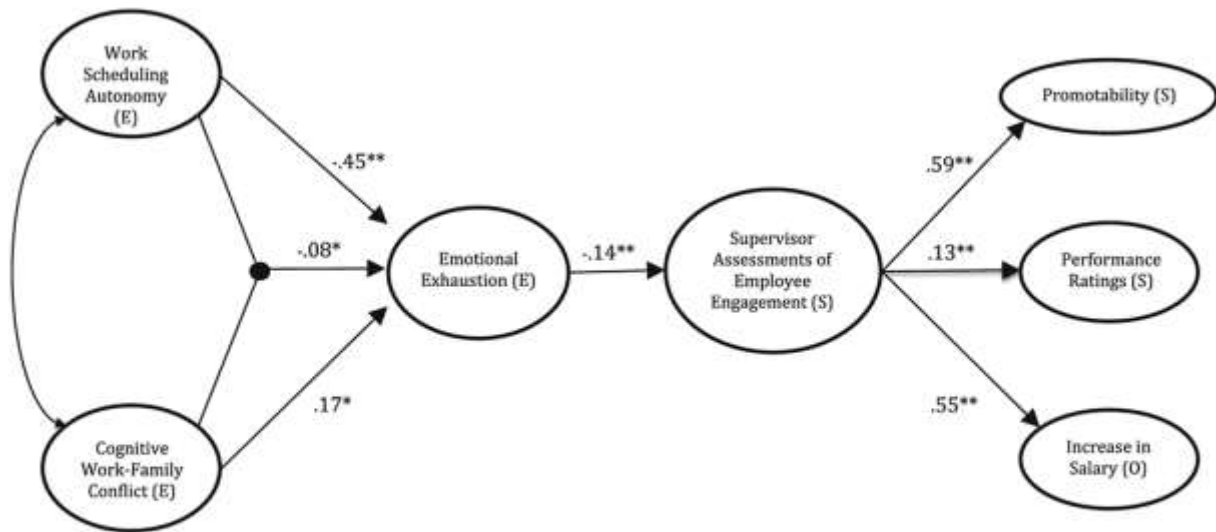 Work
Scheduling
Autonomy
(E)
-.45**
-.08*
.17*
Cognitive
Work-Family
Conflict (E)
Emotional
Exhaustion (E)
-.14**
Supervisor
Assessments of
Employee
Engagement (S)
.59**
.13**
.55**
Promotability (S)
Performance
Ratings (S)
Increase in
Salary (O)